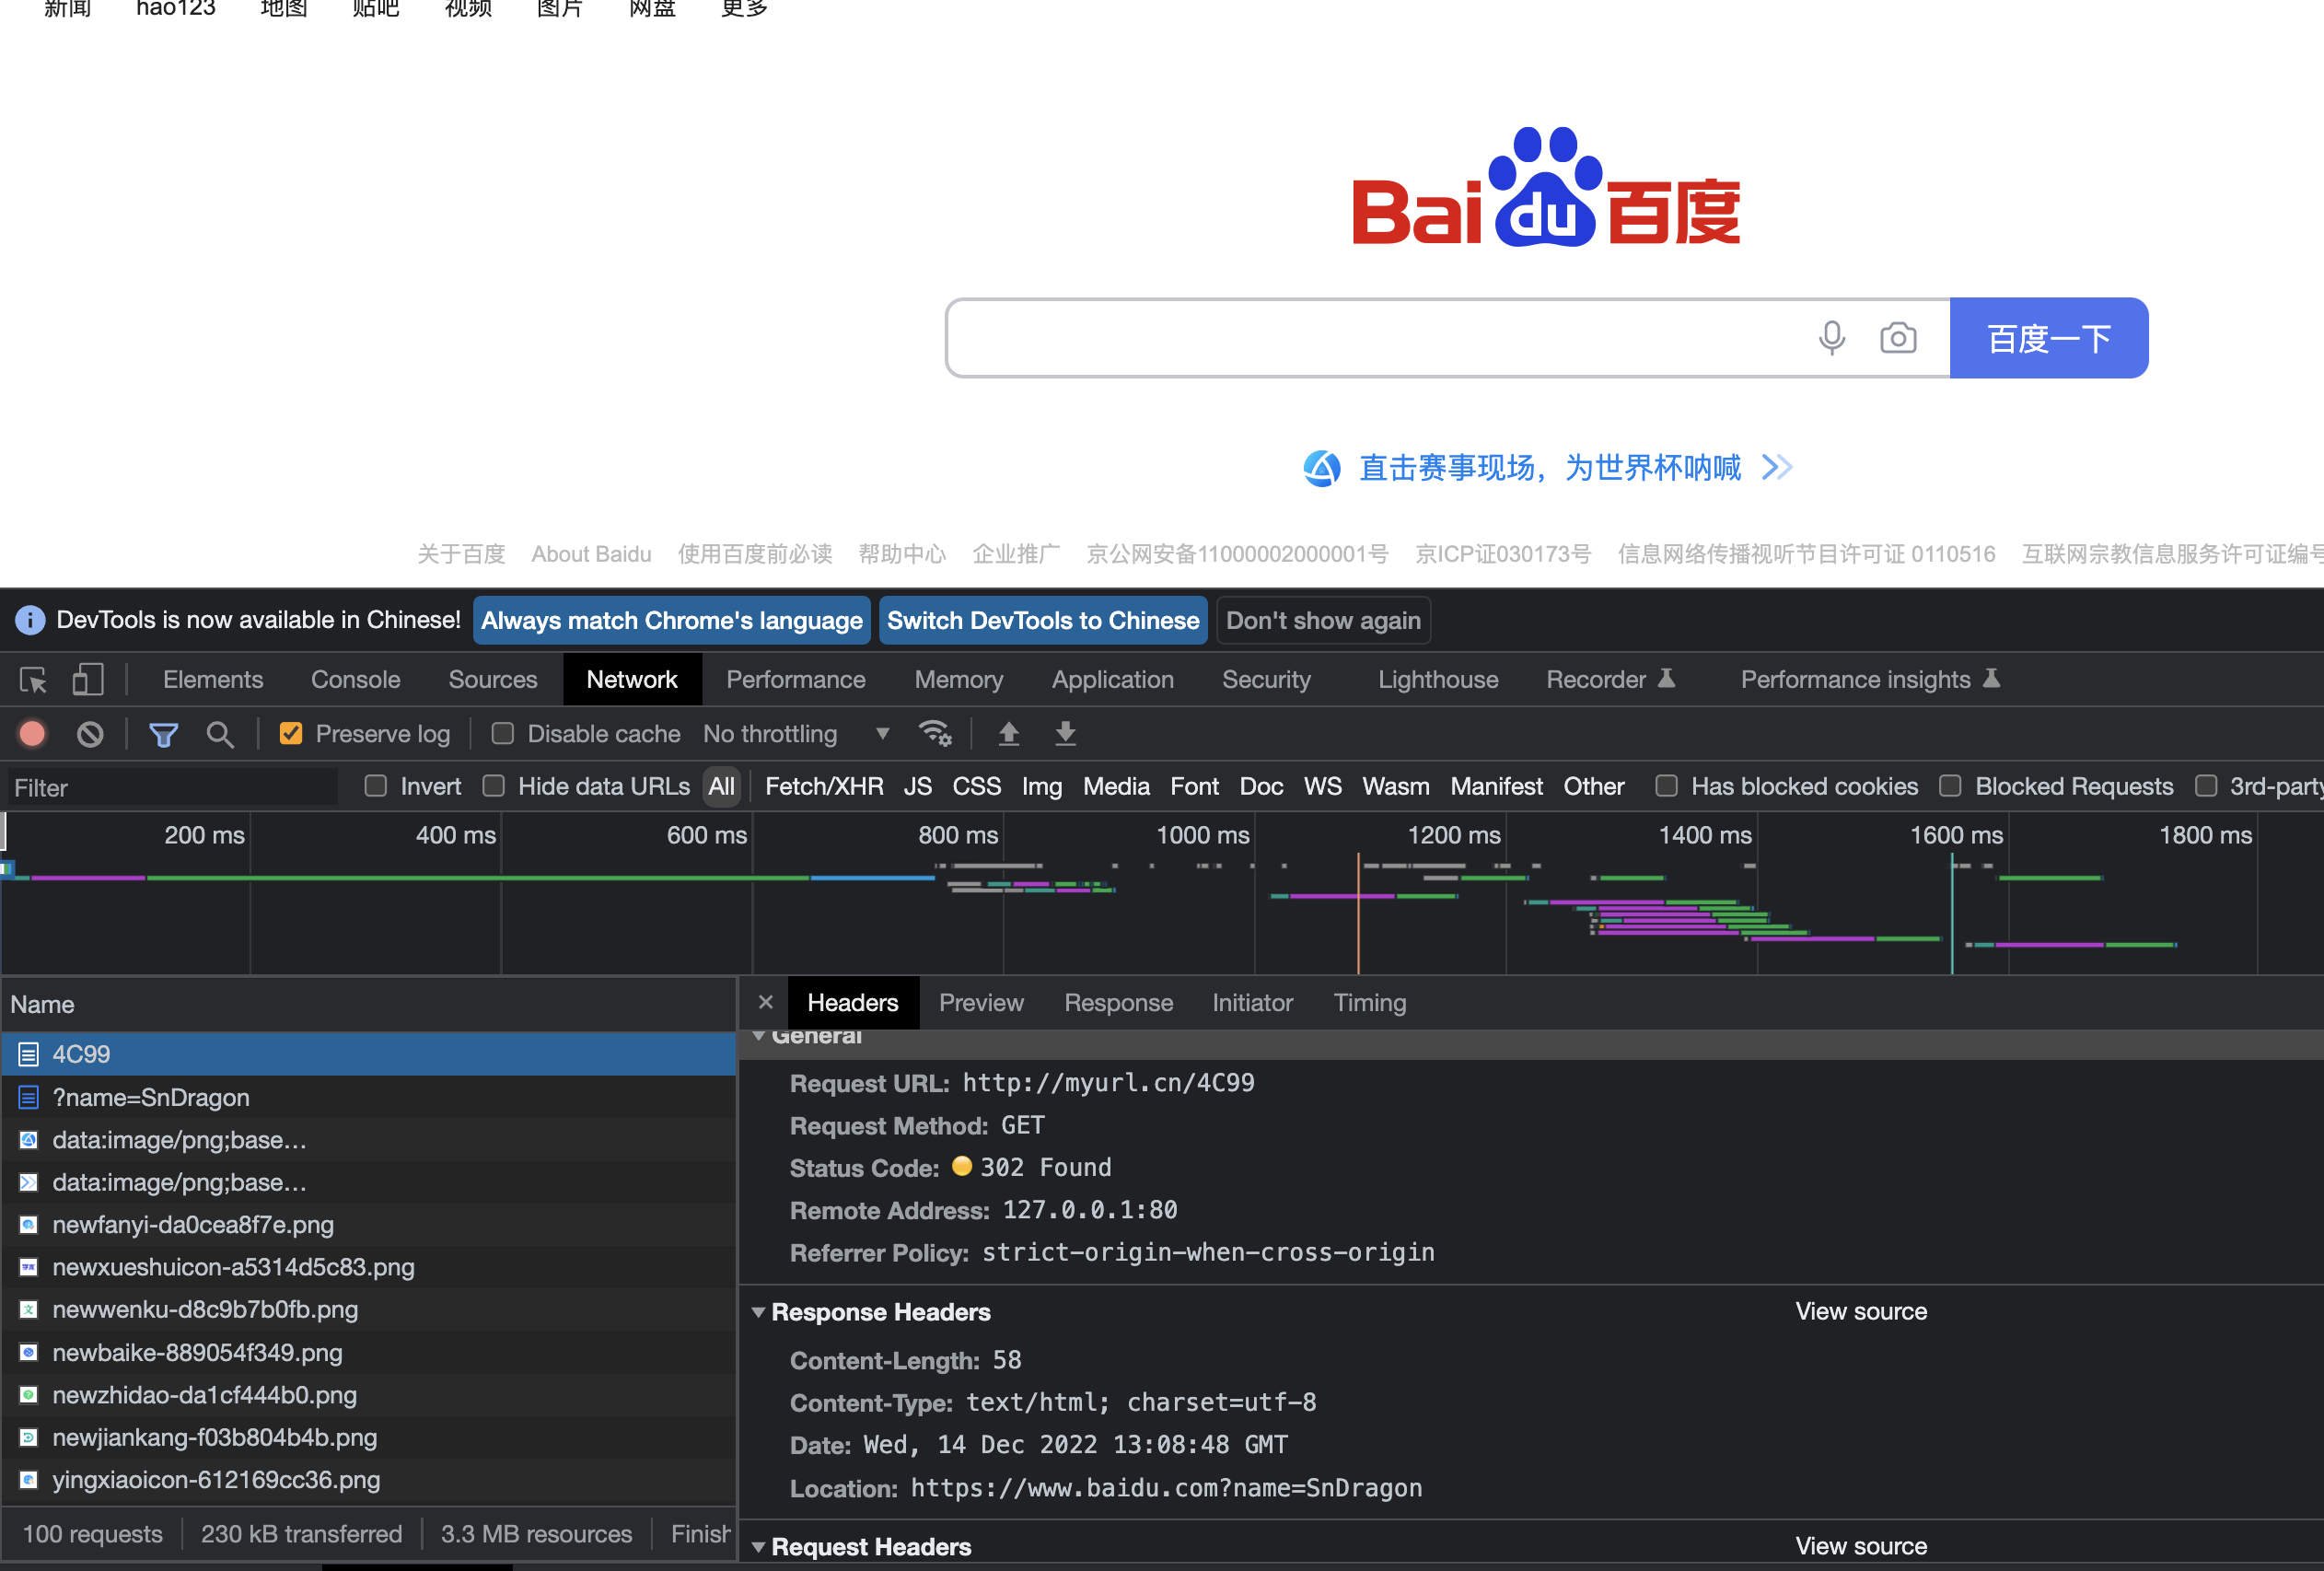 新闻 hao123 地图 贴吧 视频 图片 网盘 更多
Bai du 百度
百度一下
直击赛事现场，为世界杯呐喊
关于百度 About Baidu 使用百度前必读 帮助中心 企业推广 京公网安备11000002000001号 京ICP证030173号 信息网络传播视听节目许可证 0110516 互联网宗教信息服务许可证编号
DevTools is now available in Chinese! Always match Chrome's language Switch DevTools to Chinese Don't show again
Elements Console Sources Network Performance Memory Application Security Lighthouse Recorder Performance insights
Preserve log Disable cache No throttling
Filter Invert Hide data URLs All Fetch/XHR JS CSS Img Media Font Doc WS Wasm Manifest Other Has blocked cookies Blocked Requests 3rd-party
200 ms 400 ms 600 ms 800 ms 1000 ms 1200 ms 1400 ms 1600 ms 1800 ms
Name
4C99
?name=SnDragon
data:image/png;base…
data:image/png;base…
newfanyi-da0cea8f7e.png
newxueshuicon-a5314d5c83.png
newwenku-d8c9b7b0fb.png
newbaike-889054f349.png
newzhidao-da1cf444b0.png
newjiankang-f03b804b4b.png
yingxiaoicon-612169cc36.png
100 requests 230 kB transferred 3.3 MB resources Finish
Headers Preview Response Initiator Timing
General
Request URL: http://myurl.cn/4C99
Request Method: GET
Status Code: 302 Found
Remote Address: 127.0.0.1:80
Referrer Policy: strict-origin-when-cross-origin
Response Headers View source
Content-Length: 58
Content-Type: text/html; charset=utf-8
Date: Wed, 14 Dec 2022 13:08:48 GMT
Location: https://www.baidu.com?name=SnDragon
Request Headers View source